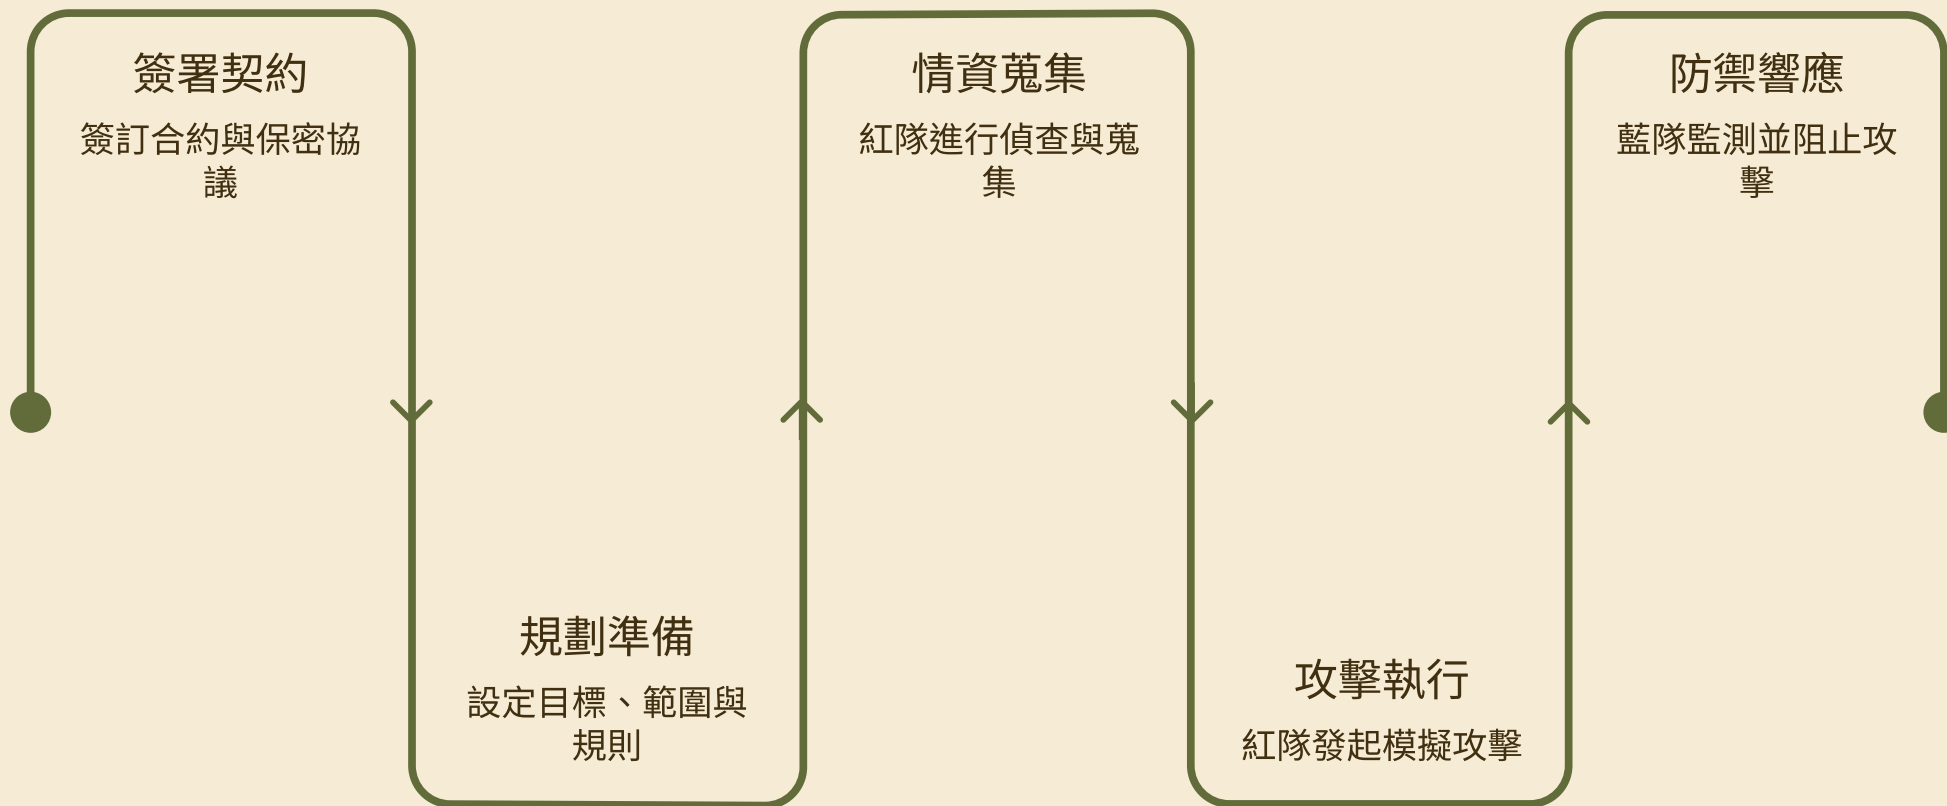 簽署契約
簽訂合約與保密協
議
規劃準備
設定目標、範圍與
規則
情資蒐集
紅隊進行偵查與蒐
集
攻擊執行
紅隊發起模擬攻擊
防禦響應
藍隊監測並阻止攻
擊